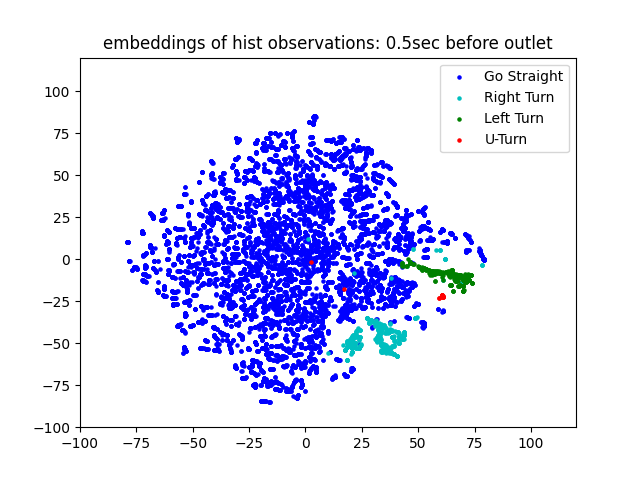 embeddings of hist observations: 0.5sec before outlet
Go Straight
Right Turn
Left Turn
U-Turn
100
75
50
25
0
−25
−50
−75
−100
−100 −75 −50 −25 0 25 50 75 100